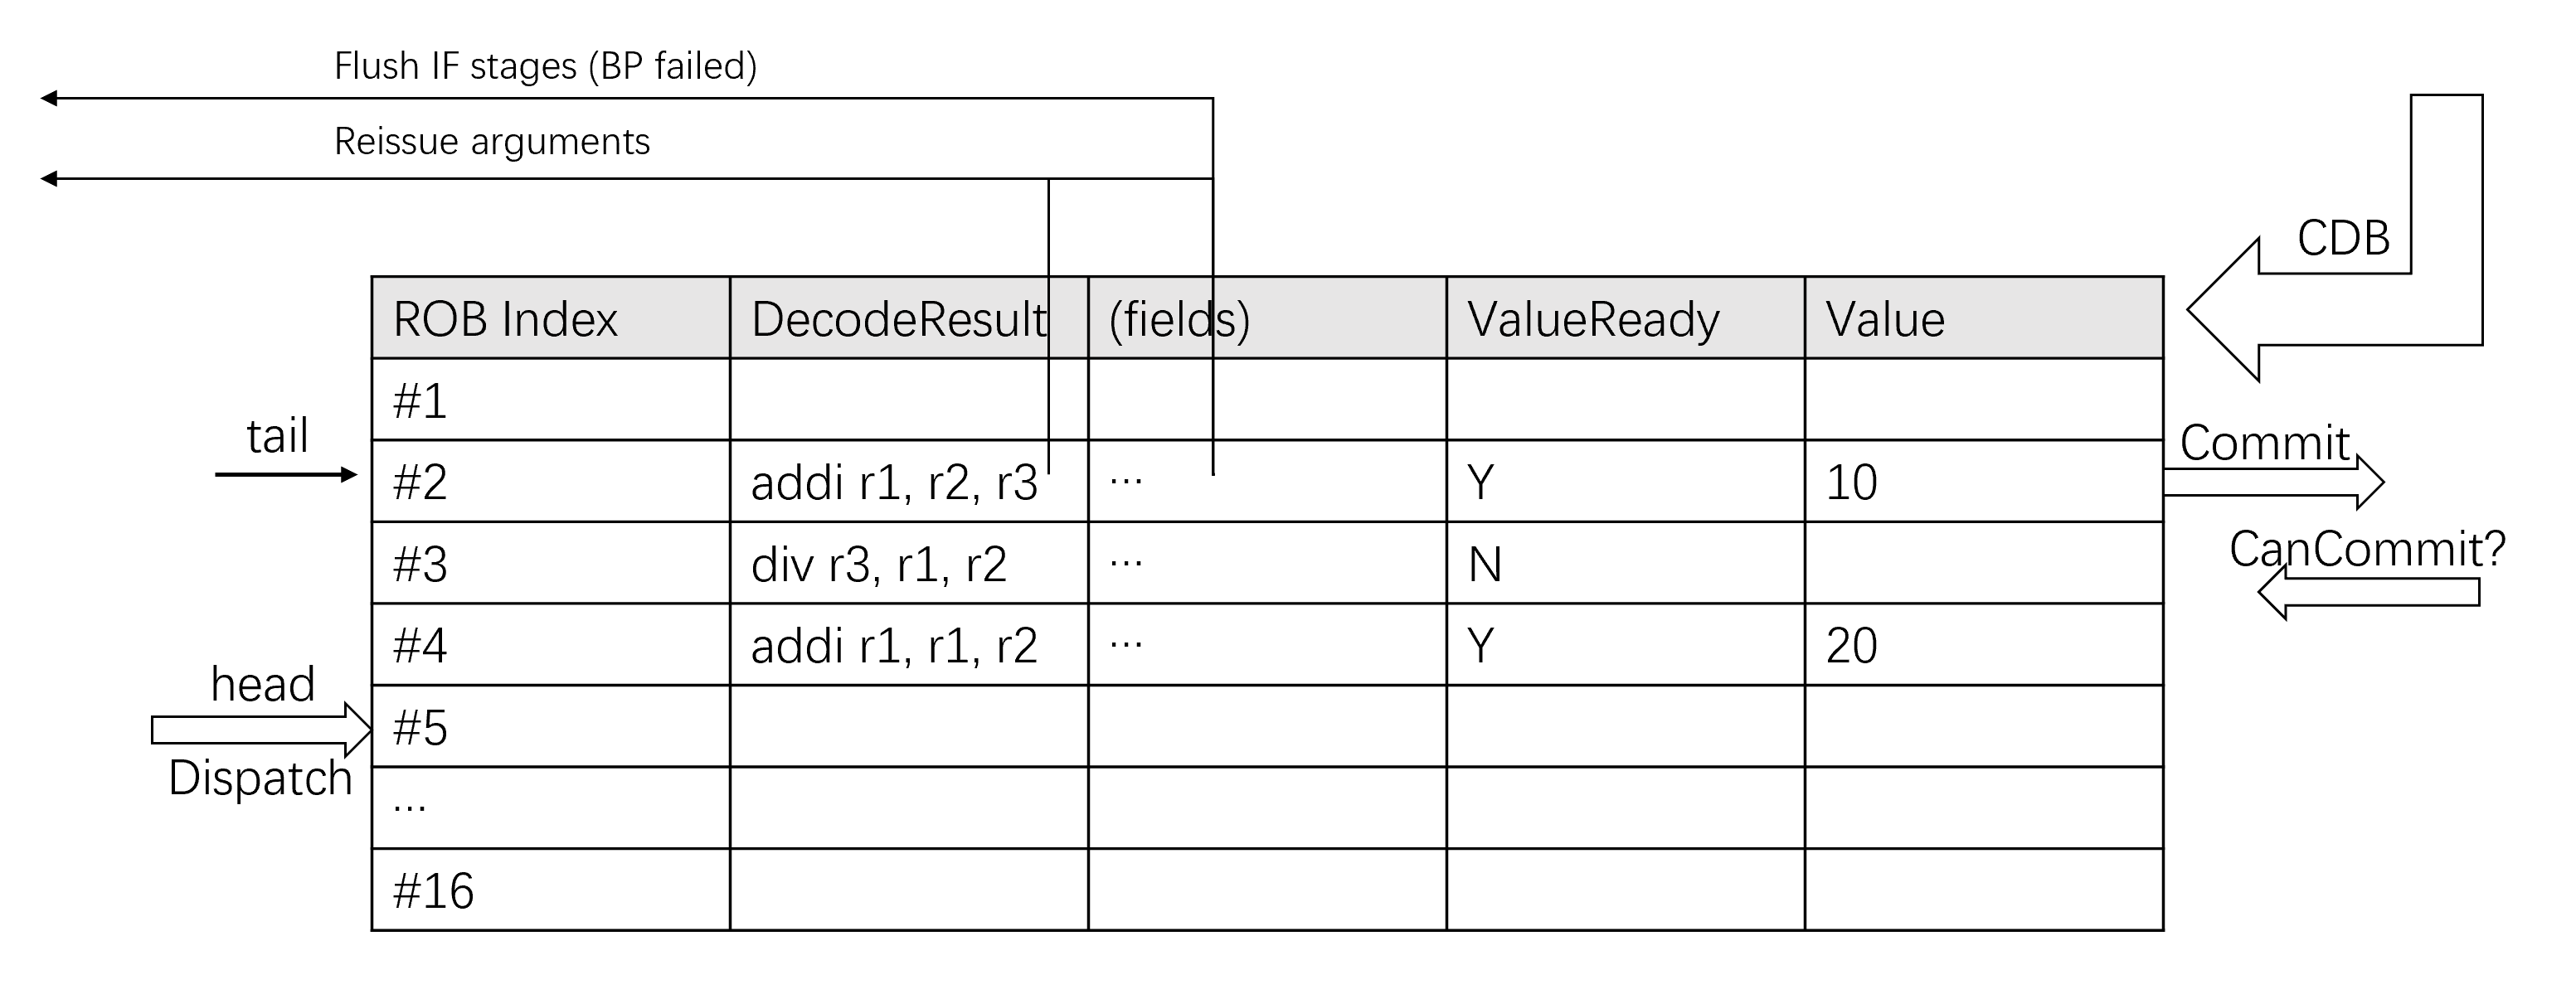 Flush IF stages (BP failed)
Reissue arguments
CDB
ROB Index DecodeResult (fields) ValueReady Value
#1
tail
#2 addi r1, r2, r3 ... Y 10
Commit
#3 div r3, r1, r2 ... N
CanCommit?
#4 addi r1, r1, r2 ... Y 20
head
#5
Dispatch
...
#16